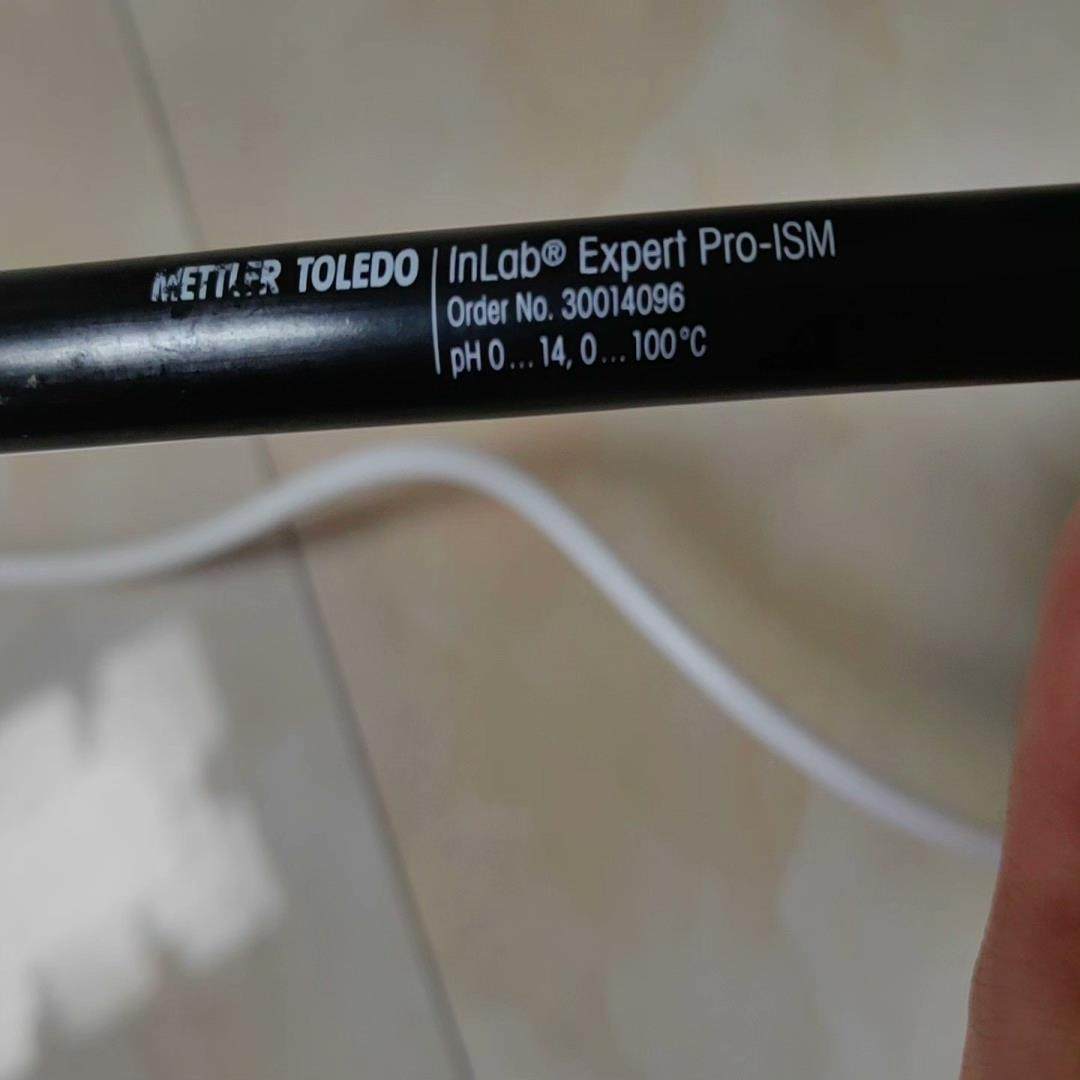 METTLER TOLEDO
InLab® Expert Pro-ISM
Order No. 30014096
pH 0...14, 0...100°C